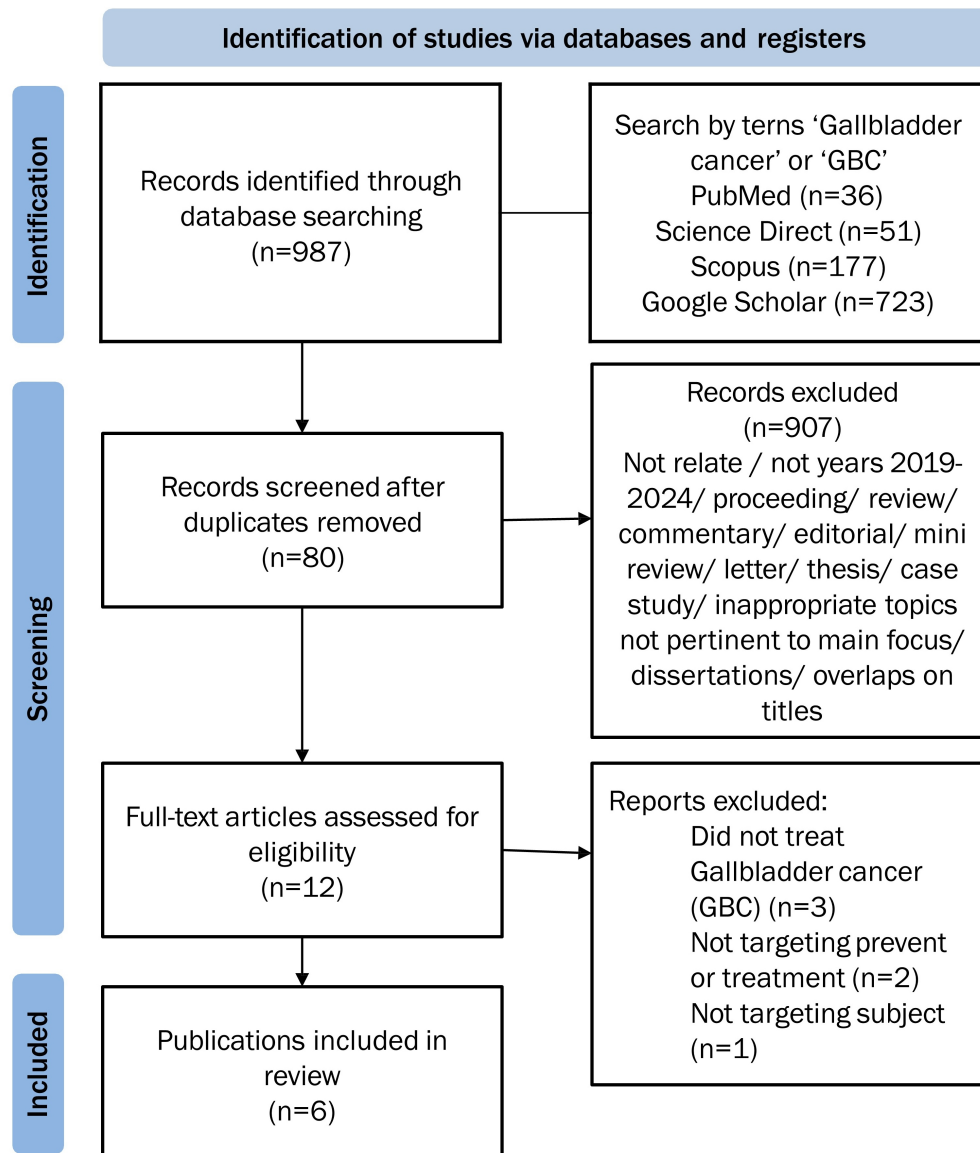 Identification of studies via databases and registers
Identification
Records identified through
database searching
(n=987)
Search by terns ‘Gallbladder
cancer’ or ‘GBC’
PubMed (n=36)
Science Direct (n=51)
Scopus (n=177)
Google Scholar (n=723)
Screening
Records screened after
duplicates removed
(n=80)
Records excluded
(n=907)
Not relate / not years 2019-
2024/ proceeding/ review/
commentary/ editorial/ mini
review/ letter/ thesis/ case
study/ inappropriate topics
not pertinent to main focus/
dissertations/ overlaps on
titles
Full-text articles assessed for
eligibility
(n=12)
Reports excluded:
Did not treat
Gallbladder cancer
(GBC) (n=3)
Not targeting prevent
or treatment (n=2)
Not targeting subject
(n=1)
Included
Publications included in
review
(n=6)